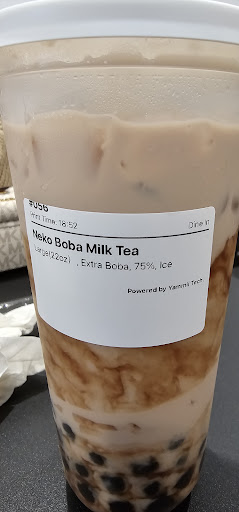 #056
Print Time: 18:52 Dine In
Neko Boba Milk Tea
Large(22oz) , Extra Boba, 75%, Ice
Powered by Yamimi Tech